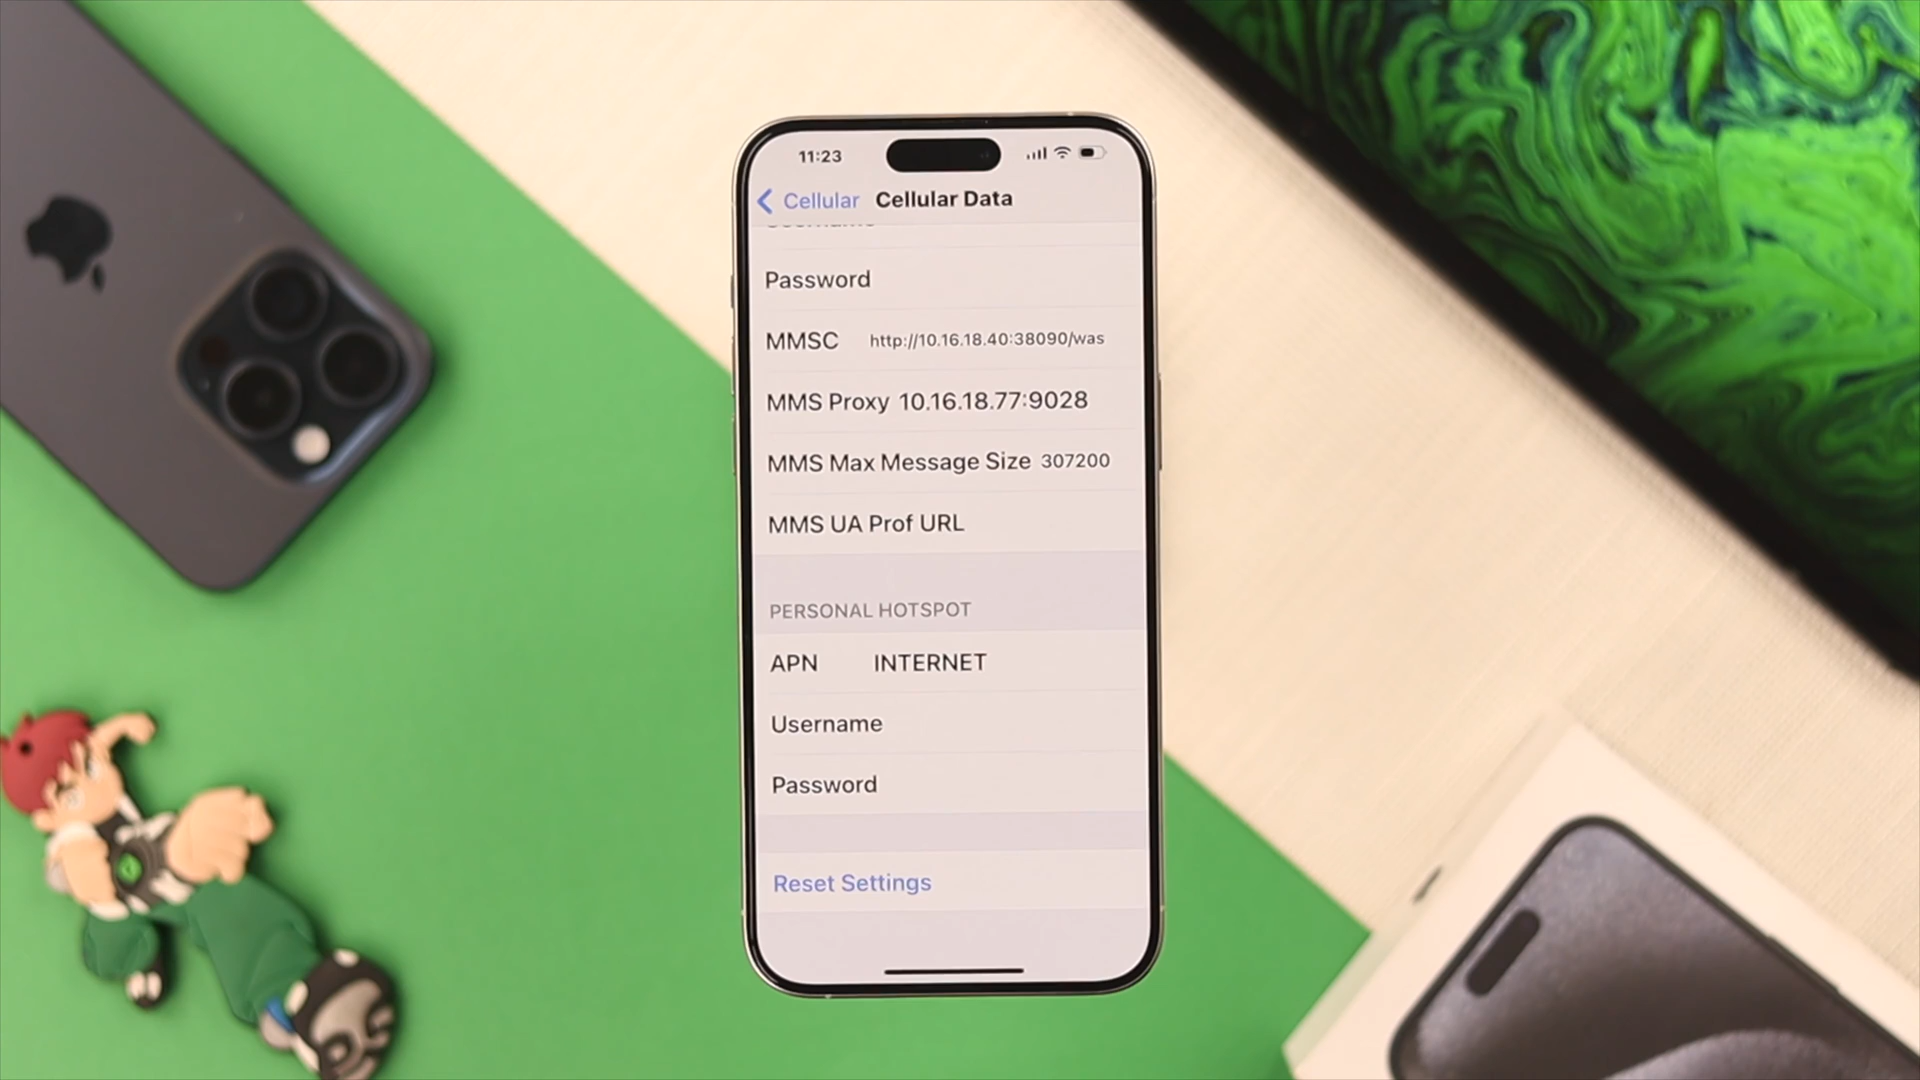 11:23
Cellular Cellular Data
Password
MMSC http://10.16.18.40:38090/was
MMS Proxy 10.16.18.77:9028
MMS Max Message Size 307200
MMS UA Prof URL
PERSONAL HOTSPOT
APN INTERNET
Username
Password
Reset Settings